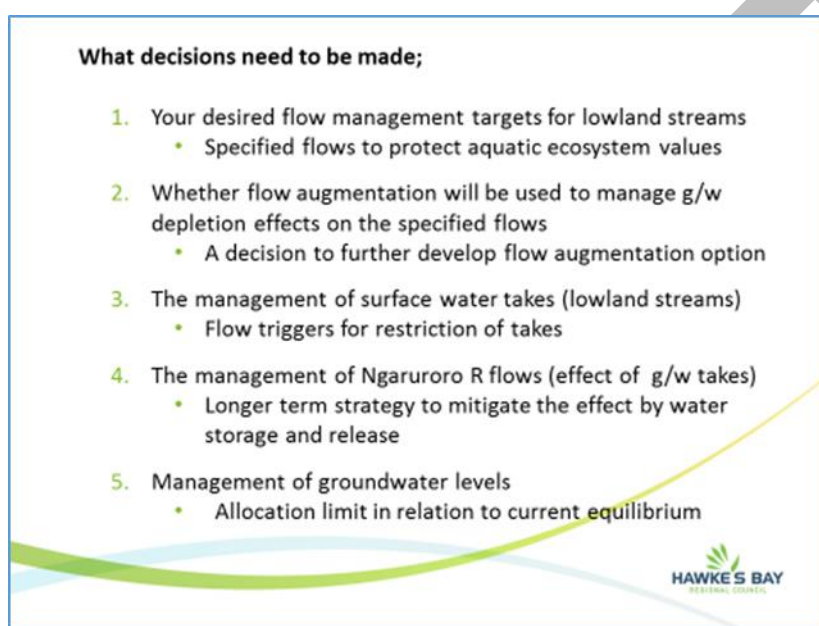 What decisions need to be made;
1. Your desired flow management targets for lowland streams
• Specified flows to protect aquatic ecosystem values
2. Whether flow augmentation will be used to manage g/w
depletion effects on the specified flows
• A decision to further develop flow augmentation option
3. The management of surface water takes (lowland streams)
• Flow triggers for restriction of takes
4. The management of Ngaruroro R flows (effect of g/w takes)
• Longer term strategy to mitigate the effect by water
storage and release
5. Management of groundwater levels
• Allocation limit in relation to current equilibrium
HAWKE'S BAY
REGIONAL COUNCIL